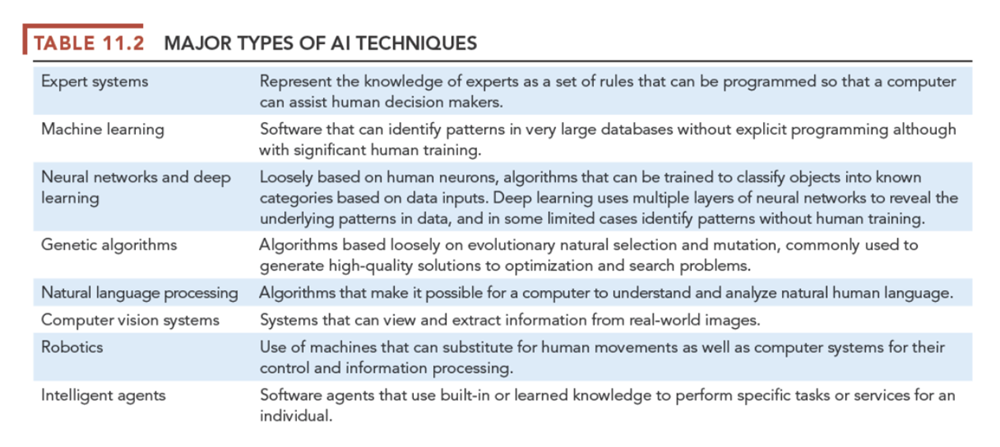 TABLE 11.2 MAJOR TYPES OF AI TECHNIQUES
Expert systems
Represent the knowledge of experts as a set of rules that can be programmed so that a computer
can assist human decision makers.
Machine learning
Software that can identify patterns in very large databases without explicit programming although
with significant human training.
Neural networks and deep
learning
Loosely based on human neurons, algorithms that can be trained to classify objects into known
categories based on data inputs. Deep learning uses multiple layers of neural networks to reveal the
underlying patterns in data, and in some limited cases identify patterns without human training.
Genetic algorithms
Algorithms based loosely on evolutionary natural selection and mutation, commonly used to
generate high-quality solutions to optimization and search problems.
Natural language processing
Algorithms that make it possible for a computer to understand and analyze natural human language.
Computer vision systems
Systems that can view and extract information from real-world images.
Robotics
Use of machines that can substitute for human movements as well as computer systems for their
control and information processing.
Intelligent agents
Software agents that use built-in or learned knowledge to perform specific tasks or services for an
individual.